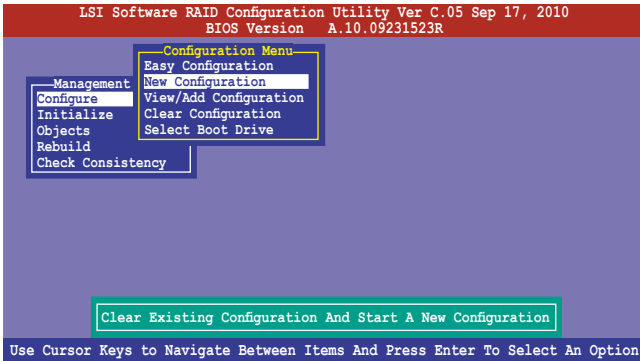 LSI Software RAID Configuration Utility Ver C.05 Sep 17, 2010
BIOS Version A.10.09231523R
Configuration Menu
Easy Configuration
New Configuration
View/Add Configuration
Clear Configuration
Select Boot Drive
Management
Configure
Initialize
Objects
Rebuild
Check Consistency
Clear Existing Configuration And Start A New Configuration
Use Cursor Keys to Navigate Between Items And Press Enter To Select An Option